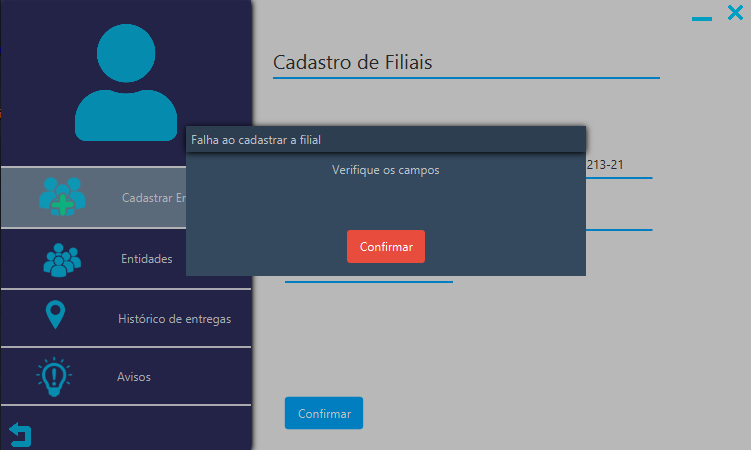 Cadastro de Filiais
Falha ao cadastrar a filial
Verifique os campos
213-21
Cadastrar
Confirmar
Entidades
Histórico de entregas
Avisos
Confirmar